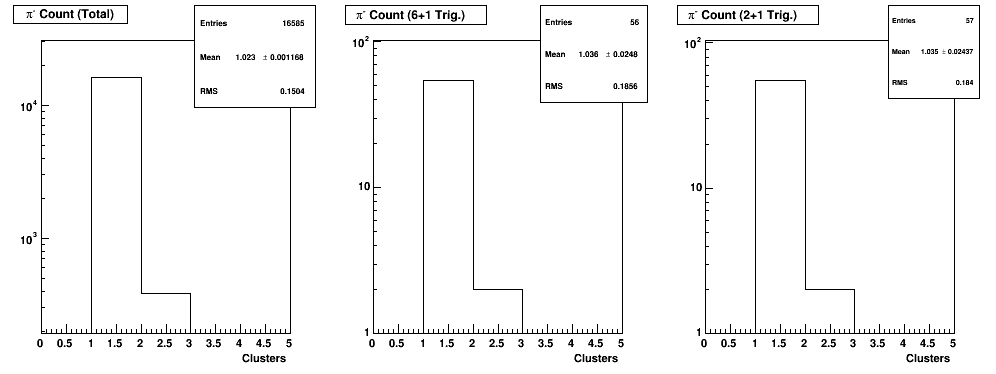 π⁻ Count (Total)
Entries 16585
Mean 1.023 ± 0.001168
RMS 0.1504
10⁴
10³
0 0.5 1 1.5 2 2.5 3 3.5 4 4.5 5
Clusters
π⁻ Count (6+1 Trig.)
Entries 56
Mean 1.036 ± 0.0248
RMS 0.1856
10²
10
1
0 0.5 1 1.5 2 2.5 3 3.5 4 4.5 5
Clusters
π⁻ Count (2+1 Trig.)
Entries 57
Mean 1.035 ± 0.02437
RMS 0.184
10²
10
1
0 0.5 1 1.5 2 2.5 3 3.5 4 4.5 5
Clusters